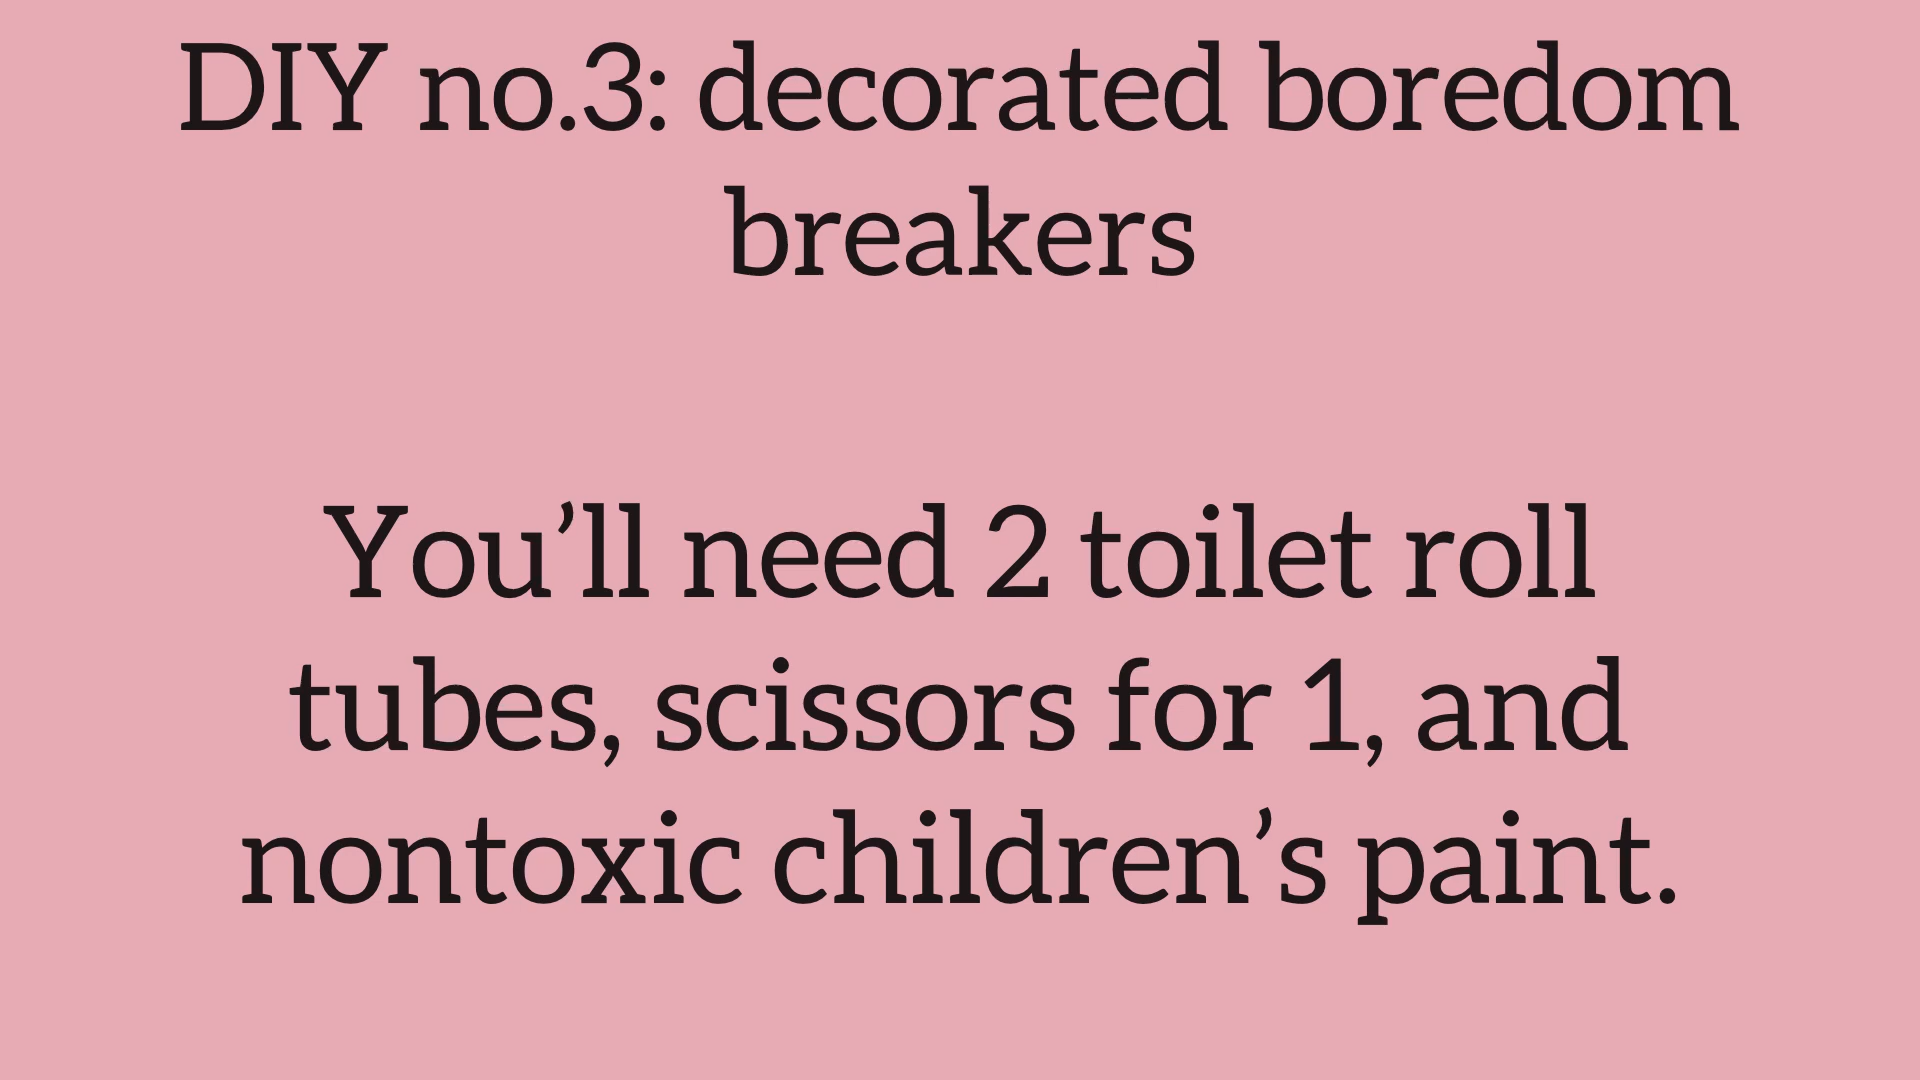 DIY no.3: decorated boredom
breakers
You’ll need 2 toilet roll
tubes, scissors for 1, and
nontoxic children’s paint.